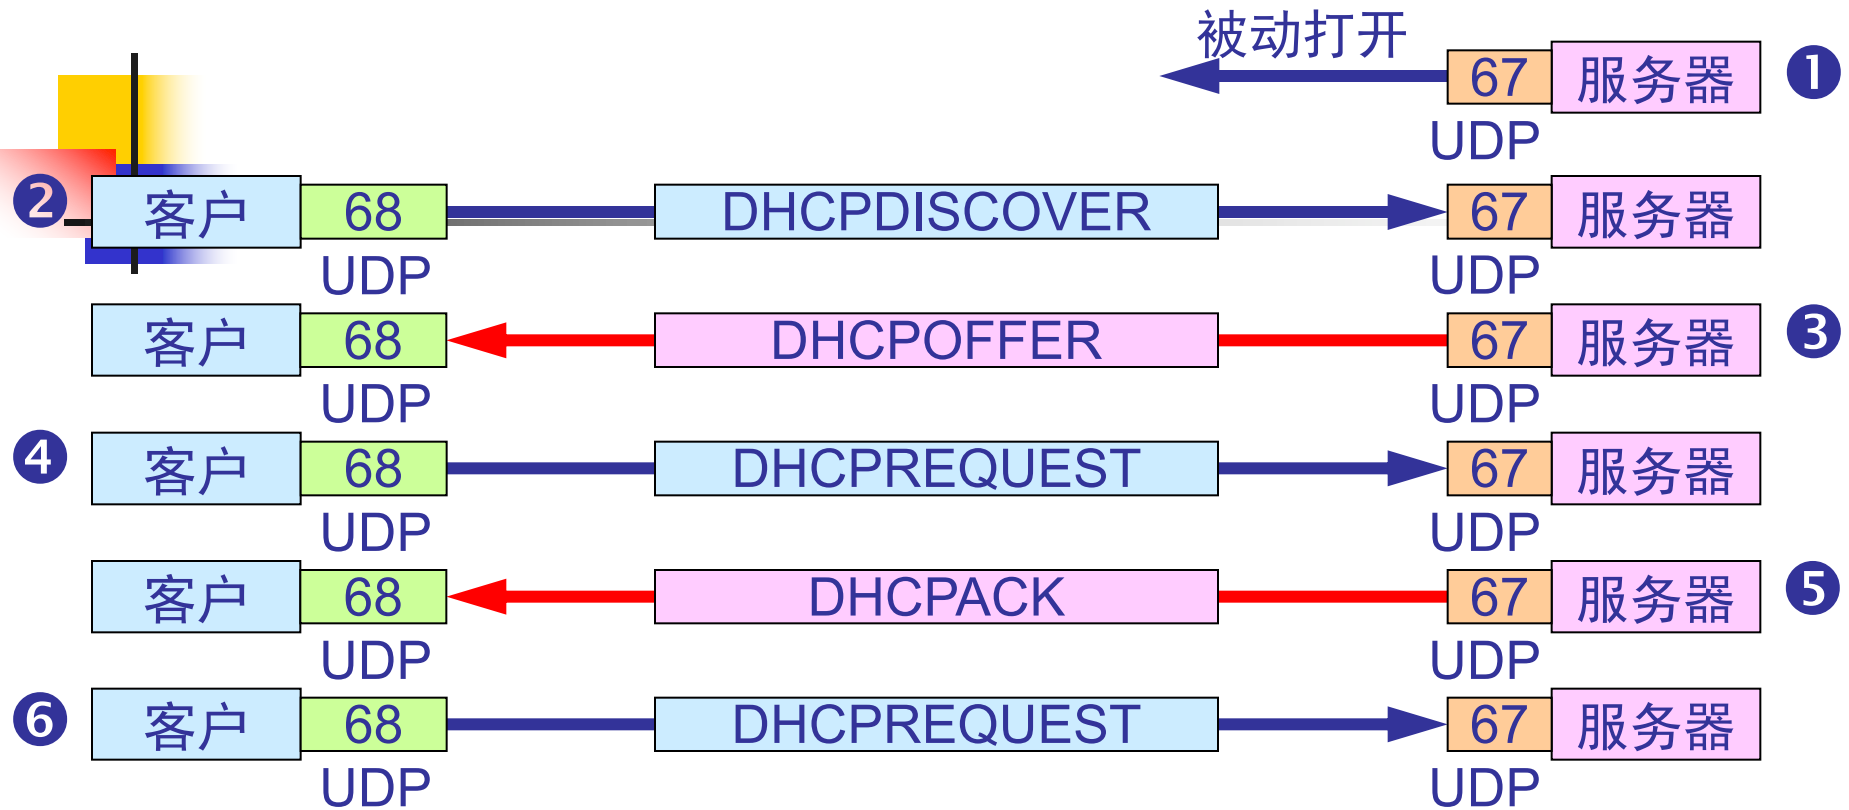 被动打开
67 服务器 ❶
UDP
❷ 客户 68 DHCPDISCOVER 67 服务器
UDP UDP
客户 68 DHCPOFFER 67 服务器 ❸
UDP UDP
❹ 客户 68 DHCPREQUEST 67 服务器
UDP UDP
客户 68 DHCPACK 67 服务器 ❺
UDP UDP
❻ 客户 68 DHCPREQUEST 67 服务器
UDP UDP